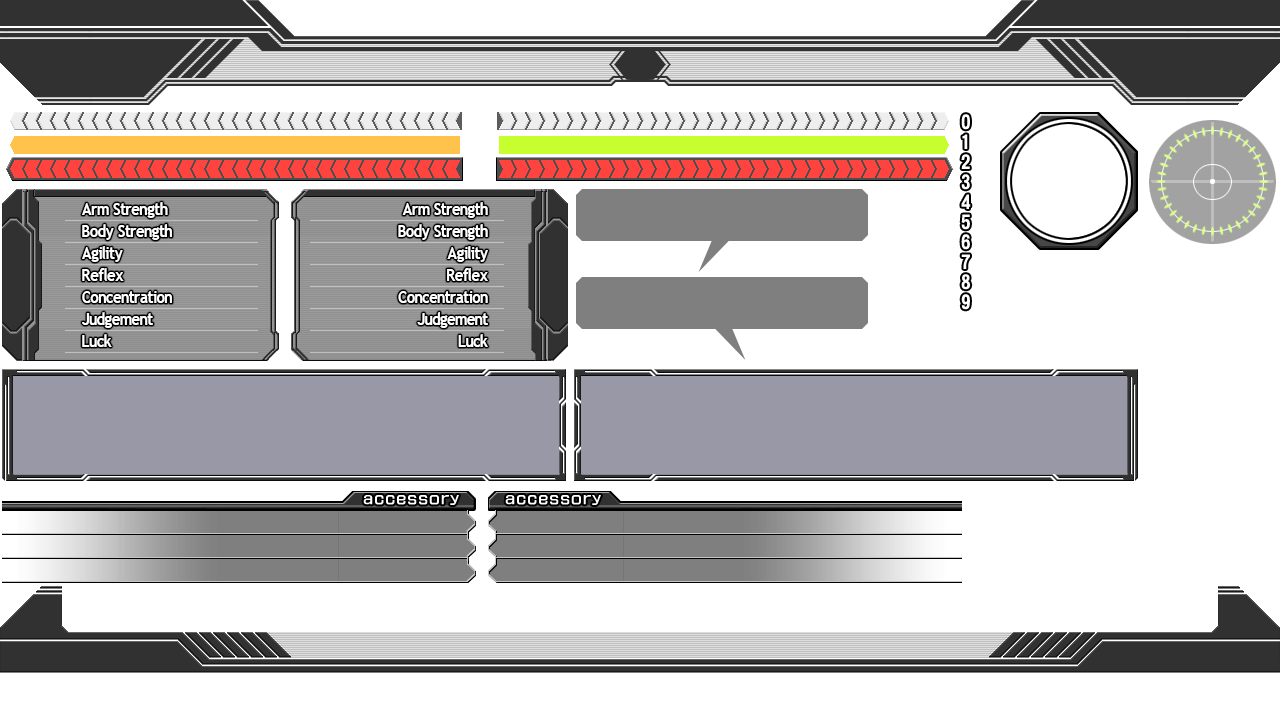 0
1
2
3
4
5
6
7
8
9
Arm Strength
Body Strength
Agility
Reflex
Concentration
Judgement
Luck
Arm Strength
Body Strength
Agility
Reflex
Concentration
Judgement
Luck
accessory
accessory